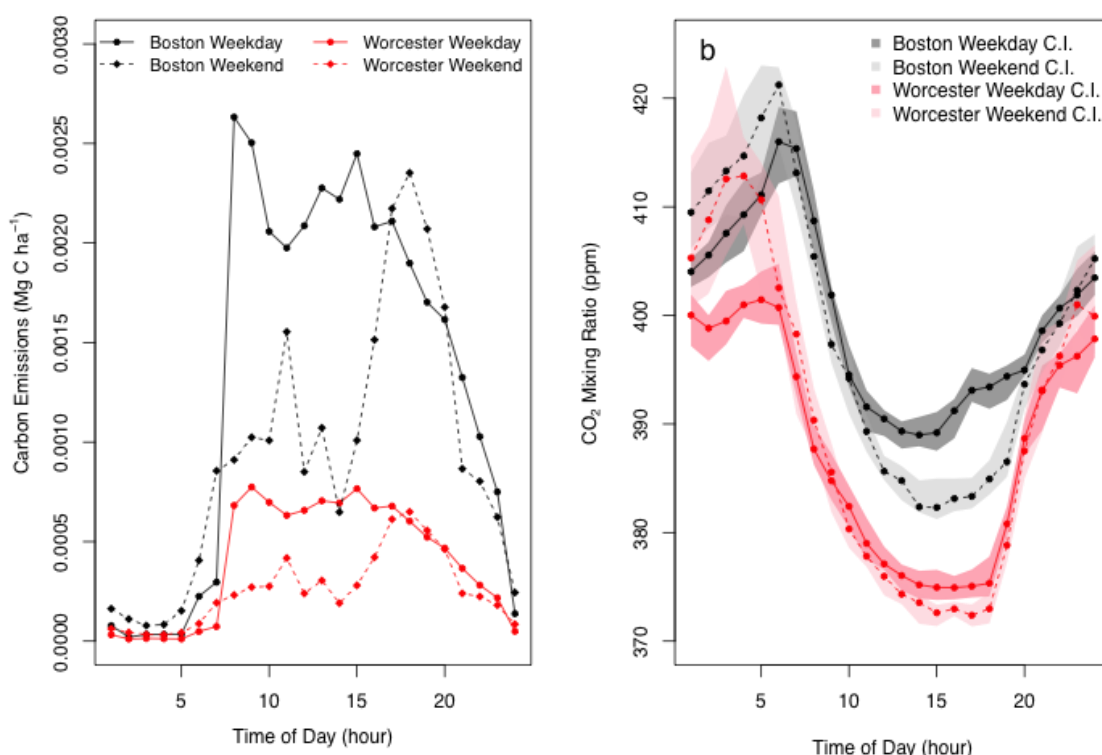 Boston Weekday
Boston Weekend
Worcester Weekday
Worcester Weekend
0.0030
0.0025
0.0020
0.0015
0.0010
0.0005
0.0000
Carbon Emissions (Mg C ha⁻¹)
5 10 15 20
Time of Day (hour)
b
Boston Weekday C.I.
Boston Weekend C.I.
Worcester Weekday C.I.
Worcester Weekend C.I.
420
410
400
390
380
370
CO₂ Mixing Ratio (ppm)
5 10 15 20
Time of Day (hour)